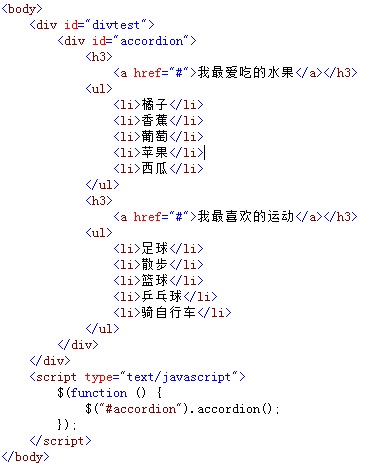 <body>
<div id="divtest">
<div id="accordion">
<h3>
<a href="#">我最爱吃的水果</a></h3>
<ul>
<li>橘子</li>
<li>香蕉</li>
<li>葡萄</li>
<li>苹果</li>
<li>西瓜</li>
</ul>
<h3>
<a href="#">我最喜欢的运动</a></h3>
<ul>
<li>足球</li>
<li>散步</li>
<li>篮球</li>
<li>乒乓球</li>
<li>骑自行车</li>
</ul>
</div>
</div>
<script type="text/javascript">
$(function () {
$("#accordion").accordion();
});
</script>
</body>